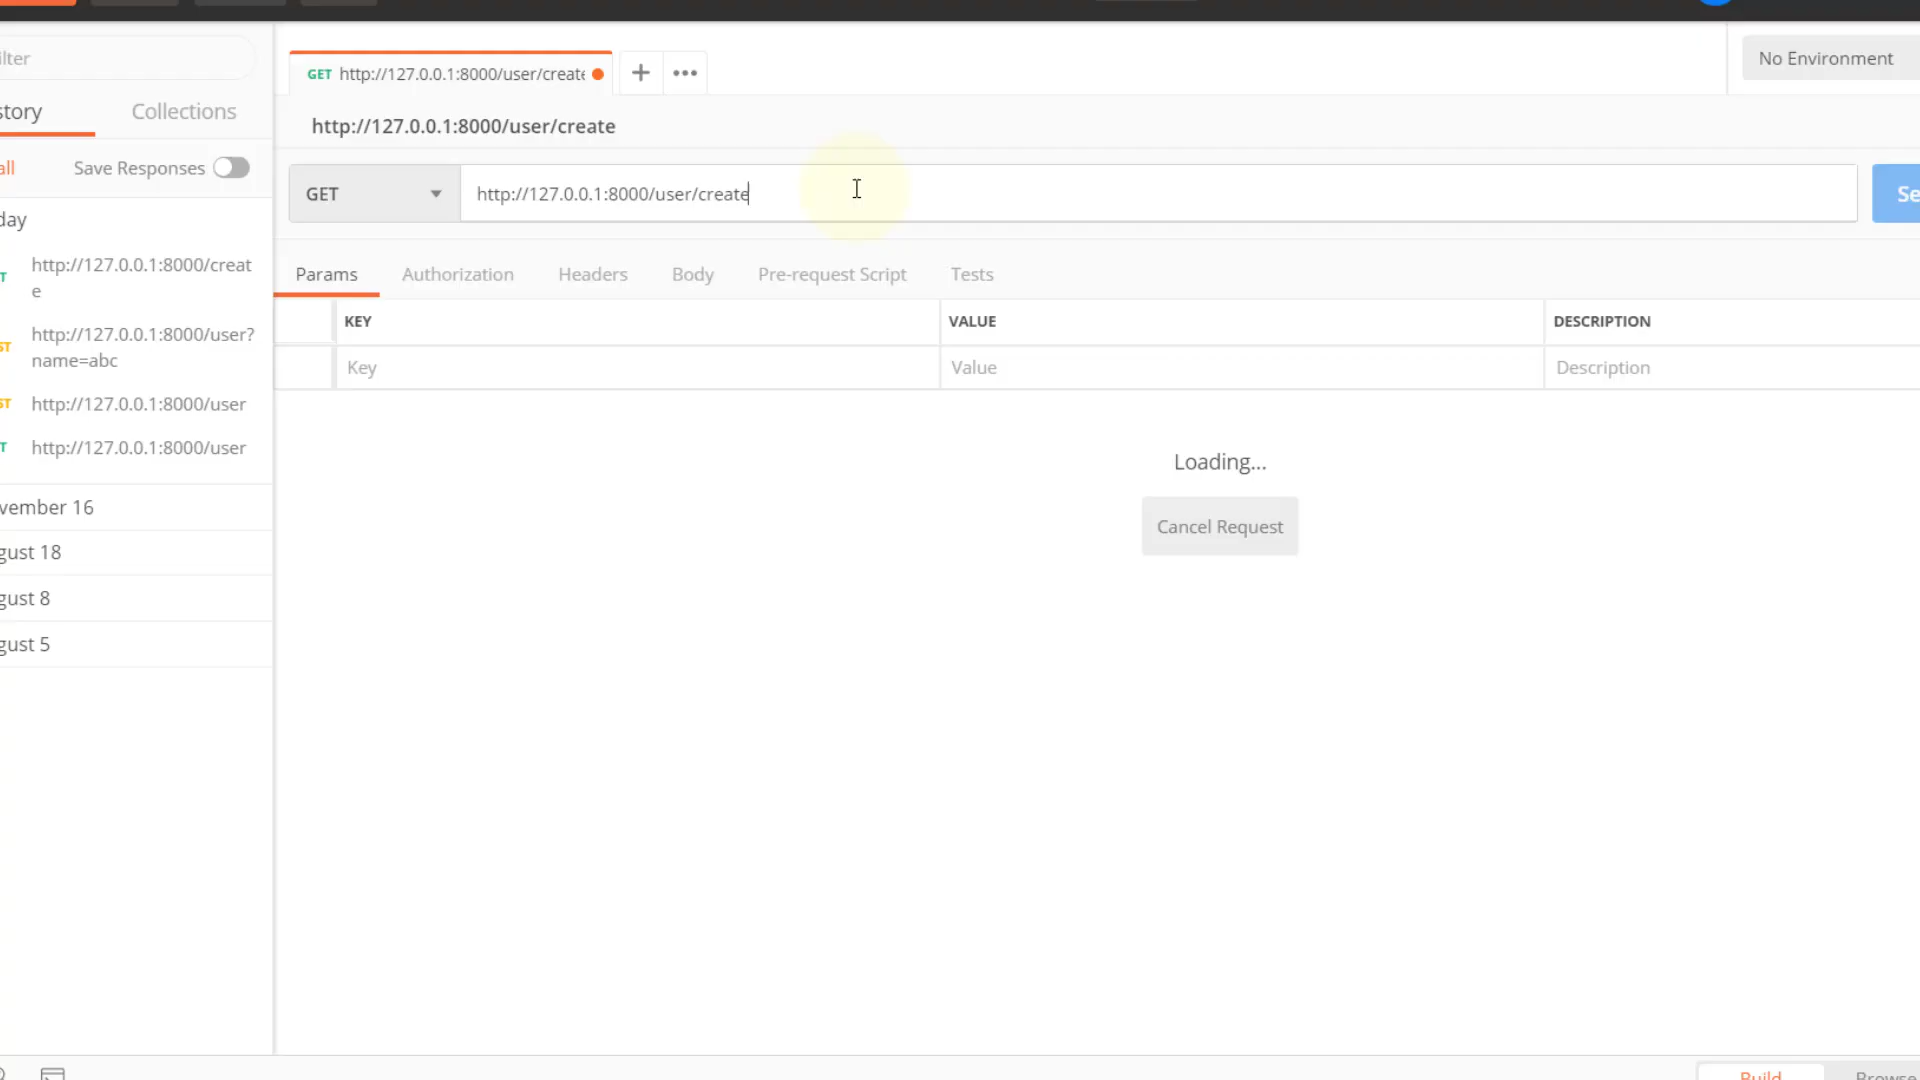 ilter
No Environment
GET http://127.0.0.1:8000/user/create
story
Collections
http://127.0.0.1:8000/user/create
all
Save Responses
GET
http://127.0.0.1:8000/user/create
Se
day
T
http://127.0.0.1:8000/creat
e
Params
Authorization
Headers
Body
Pre-request Script
Tests
KEY
VALUE
DESCRIPTION
ST
http://127.0.0.1:8000/user?
name=abc
Key
Value
Description
ST
http://127.0.0.1:8000/user
T
http://127.0.0.1:8000/user
Loading...
vember 16
Cancel Request
gust 18
gust 8
gust 5
Build
Browse